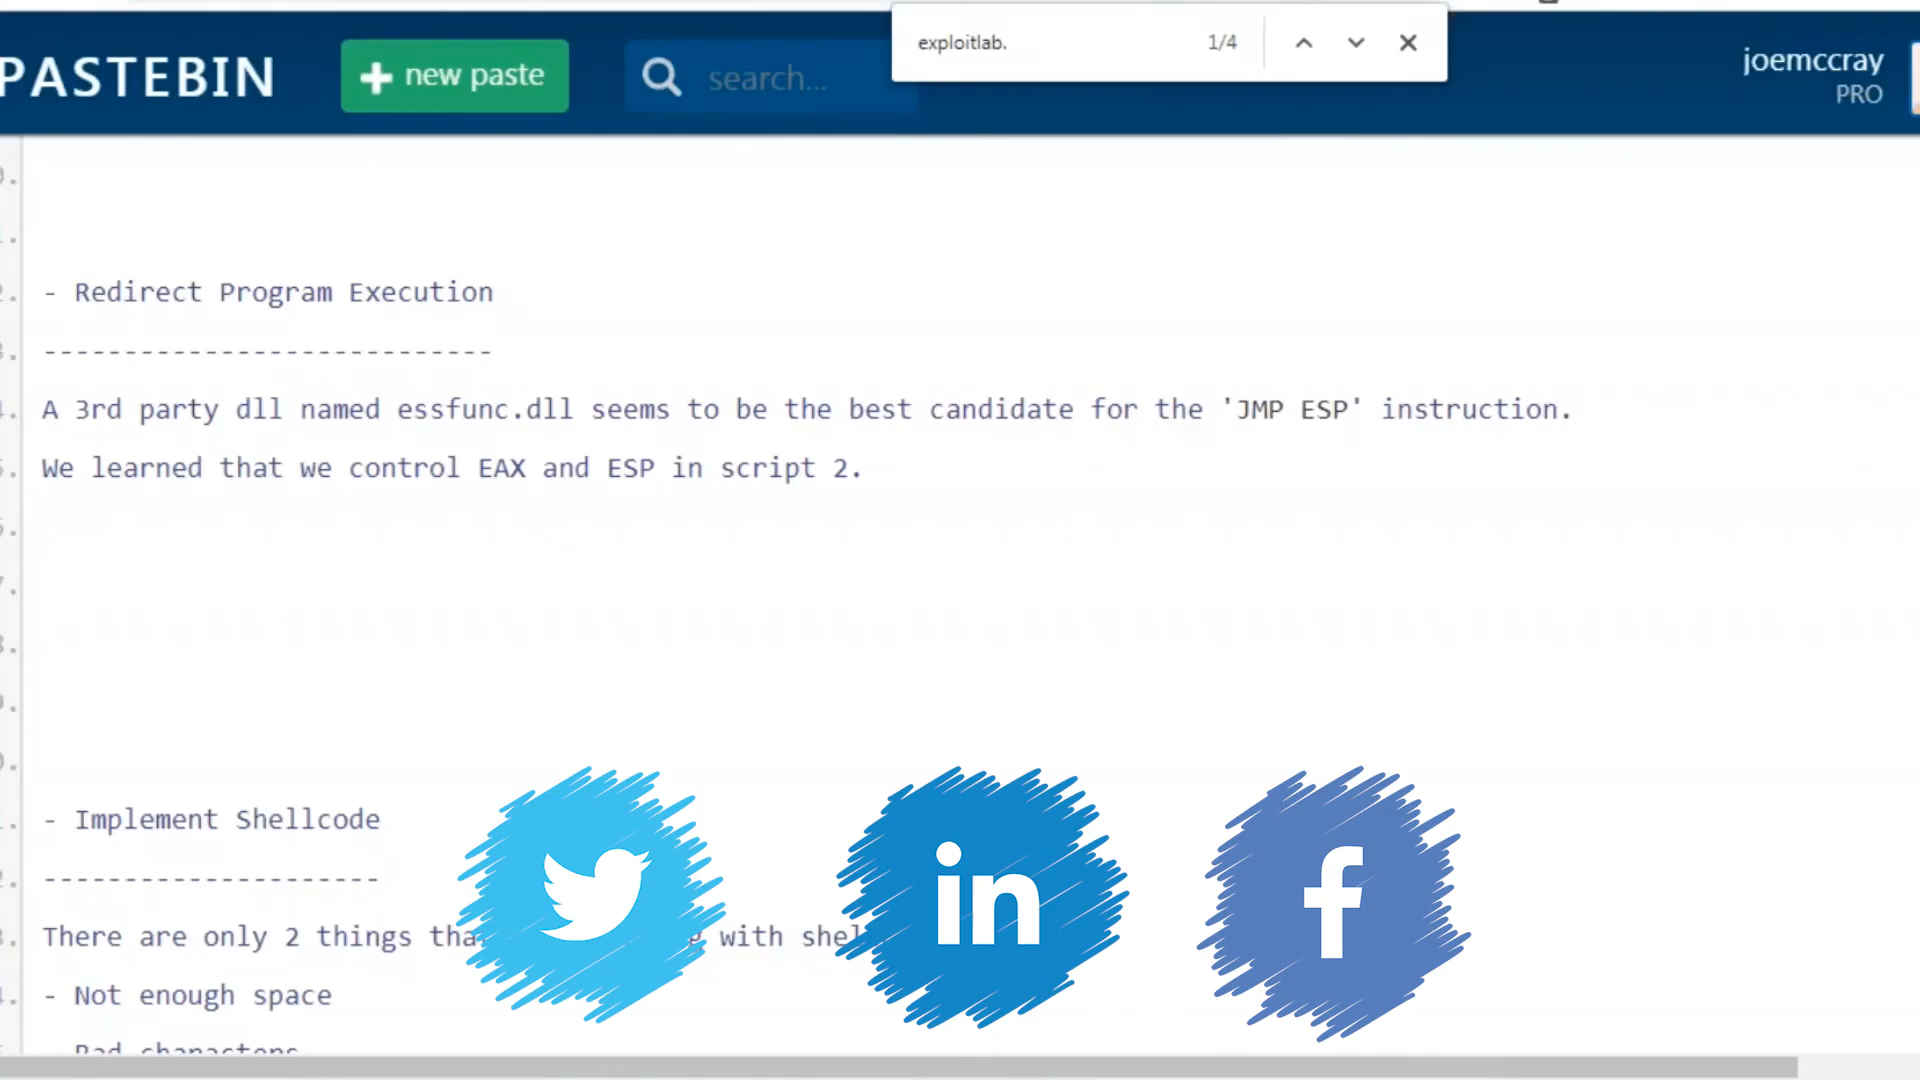 exploitlab.
1/4
PASTEBIN
new paste
search...
joemccray
PRO
- Redirect Program Execution
----------------------------
A 3rd party dll named essfunc.dll seems to be the best candidate for the 'JMP ESP' instruction.
We learned that we control EAX and ESP in script 2.
- Implement Shellcode
---------------------
There are only 2 things with
- Not enough space
in
f